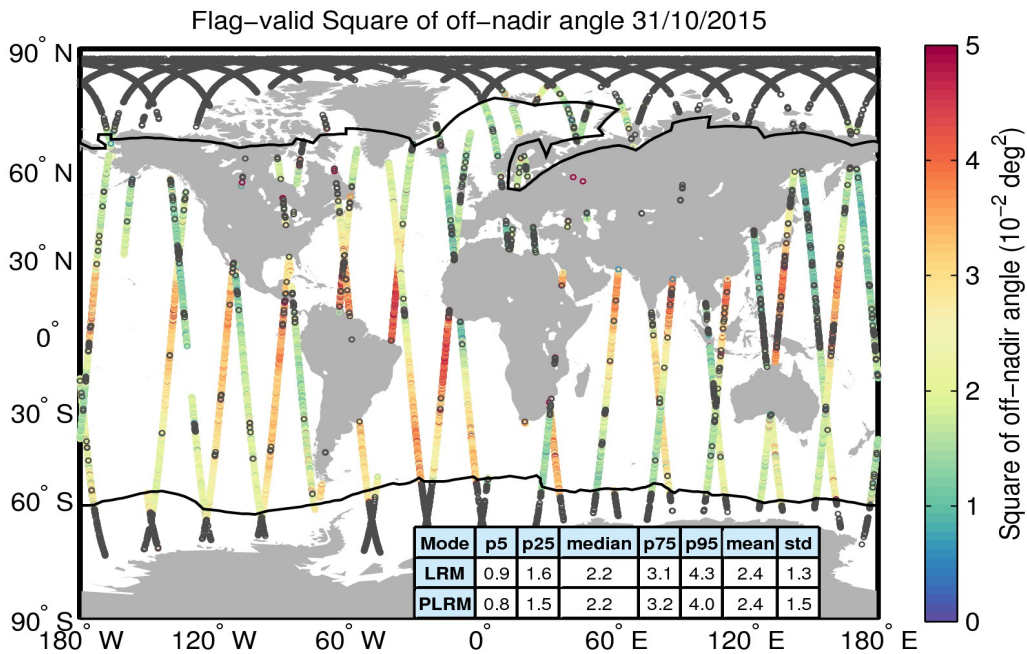 Flag−valid Square of off−nadir angle 31/10/2015
90° N
60° N
30° N
0°
30° S
60° S
90° S
180° W
120° W
60° W
0°
60° E
120° E
180° E
Mode p5 p25 median p75 p95 mean std
LRM 0.9 1.6 2.2 3.1 4.3 2.4 1.3
PLRM 0.8 1.5 2.2 3.2 4.0 2.4 1.5
5
4
3
2
1
0
Square of off−nadir angle (10⁻² deg²)